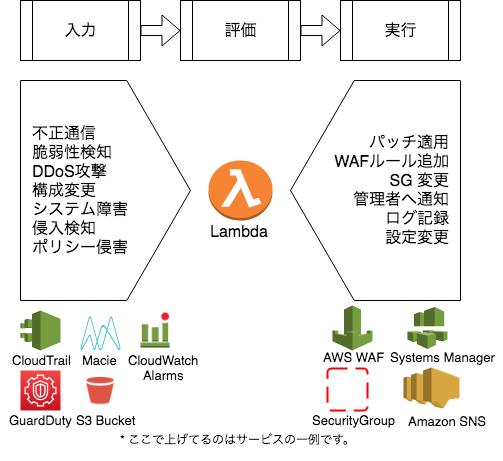 入力
評価
実行
不正通信
脆弱性検知
DDoS攻撃
構成変更
システム障害
侵入検知
ポリシー侵害
Lambda
パッチ適用
WAFルール追加
SG 変更
管理者へ通知
ログ記録
設定変更
CloudTrail
Macie
CloudWatch
Alarms
AWS WAF
Systems Manager
GuardDuty
S3 Bucket
SecurityGroup
Amazon SNS
* ここで上げてるのはサービスの一例です。